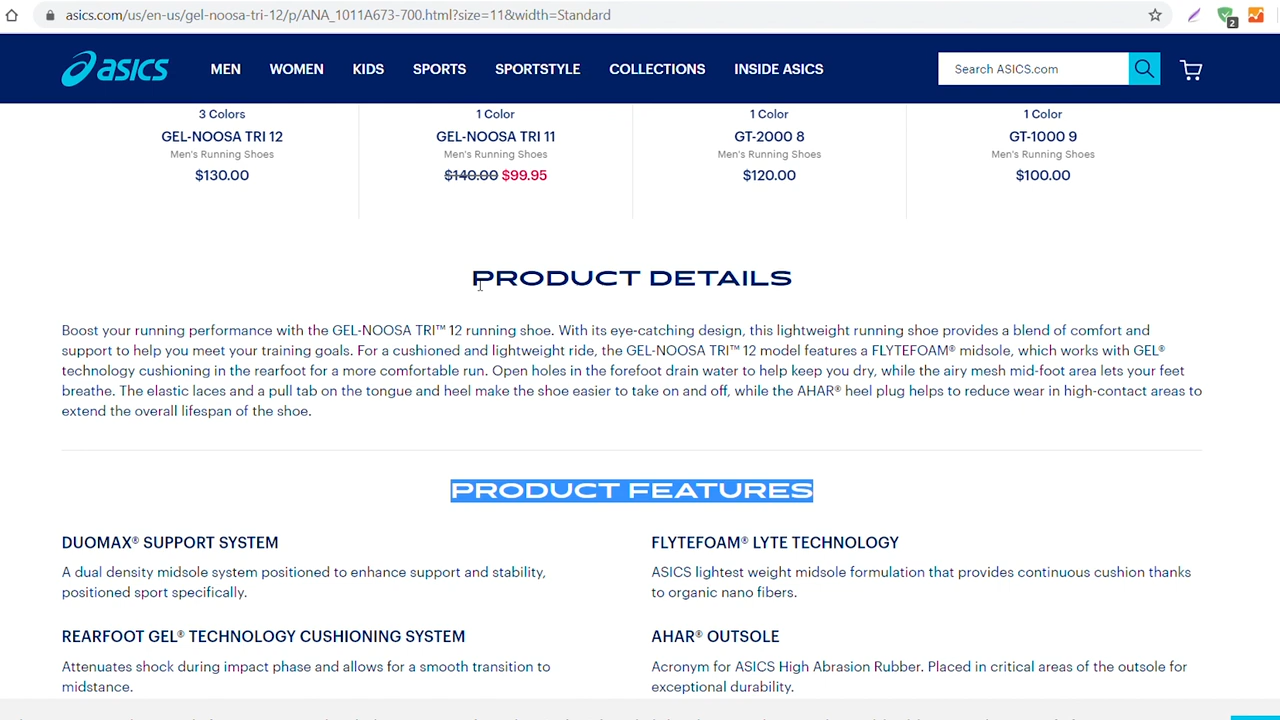 asics.com/us/en-us/gel-noosa-tri-12/p/ANA_1011A673-700.html?size=11&width=Standard
2
asics MEN WOMEN KIDS SPORTS SPORTSTYLE COLLECTIONS INSIDE ASICS Search ASICS.com
3 Colors 1 Color 1 Color 1 Color
GEL-NOOSA TRI 12 GEL-NOOSA TRI 11 GT-2000 8 GT-1000 9
Men's Running Shoes Men's Running Shoes Men's Running Shoes Men's Running Shoes
$130.00 $140.00 $99.95 $120.00 $100.00
PRODUCT DETAILS
Boost your running performance with the GEL-NOOSA TRI™ 12 running shoe. With its eye-catching design, this lightweight running shoe provides a blend of comfort and
support to help you meet your training goals. For a cushioned and lightweight ride, the GEL-NOOSA TRI™ 12 model features a FLYTEFOAM® midsole, which works with GEL®
technology cushioning in the rearfoot for a more comfortable run. Open holes in the forefoot drain water to help keep you dry, while the airy mesh mid-foot area lets your feet
breathe. The elastic laces and a pull tab on the tongue and heel make the shoe easier to take on and off, while the AHAR® heel plug helps to reduce wear in high-contact areas to
extend the overall lifespan of the shoe.
PRODUCT FEATURES
DUOMAX® SUPPORT SYSTEM
A dual density midsole system positioned to enhance support and stability,
positioned sport specifically.
FLYTEFOAM® LYTE TECHNOLOGY
ASICS lightest weight midsole formulation that provides continuous cushion thanks
to organic nano fibers.
REARFOOT GEL® TECHNOLOGY CUSHIONING SYSTEM
Attenuates shock during impact phase and allows for a smooth transition to
midstance.
AHAR® OUTSOLE
Acronym for ASICS High Abrasion Rubber. Placed in critical areas of the outsole for
exceptional durability.